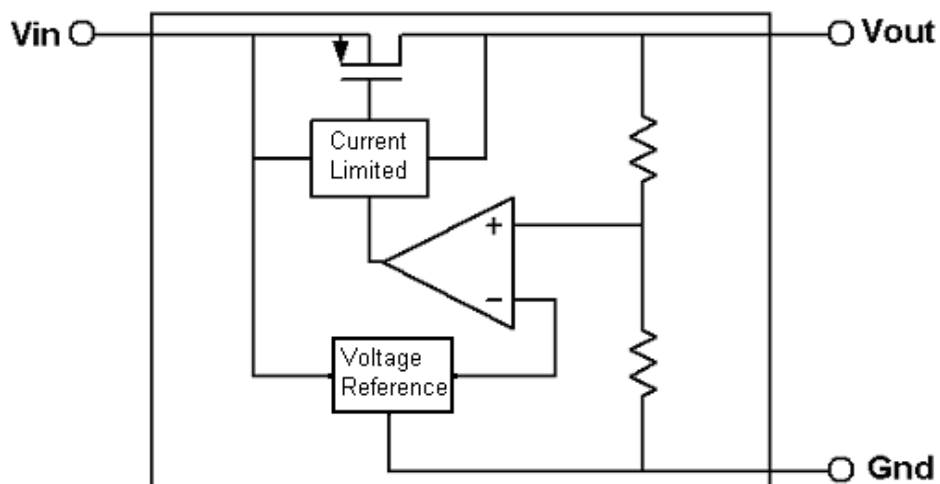 Vin
Vout
Current
Limited
+
−
Voltage
Reference
Gnd